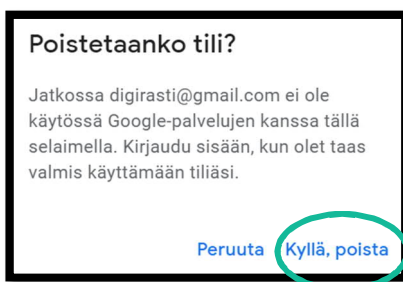 Poistetaanko tili?
Jatkossa digirasti@gmail.com ei ole
käytössä Google-palvelujen kanssa tällä
selaimella. Kirjaudu sisään, kun olet taas
valmis käyttämään tiliäsi.
Peruuta Kyllä, poista